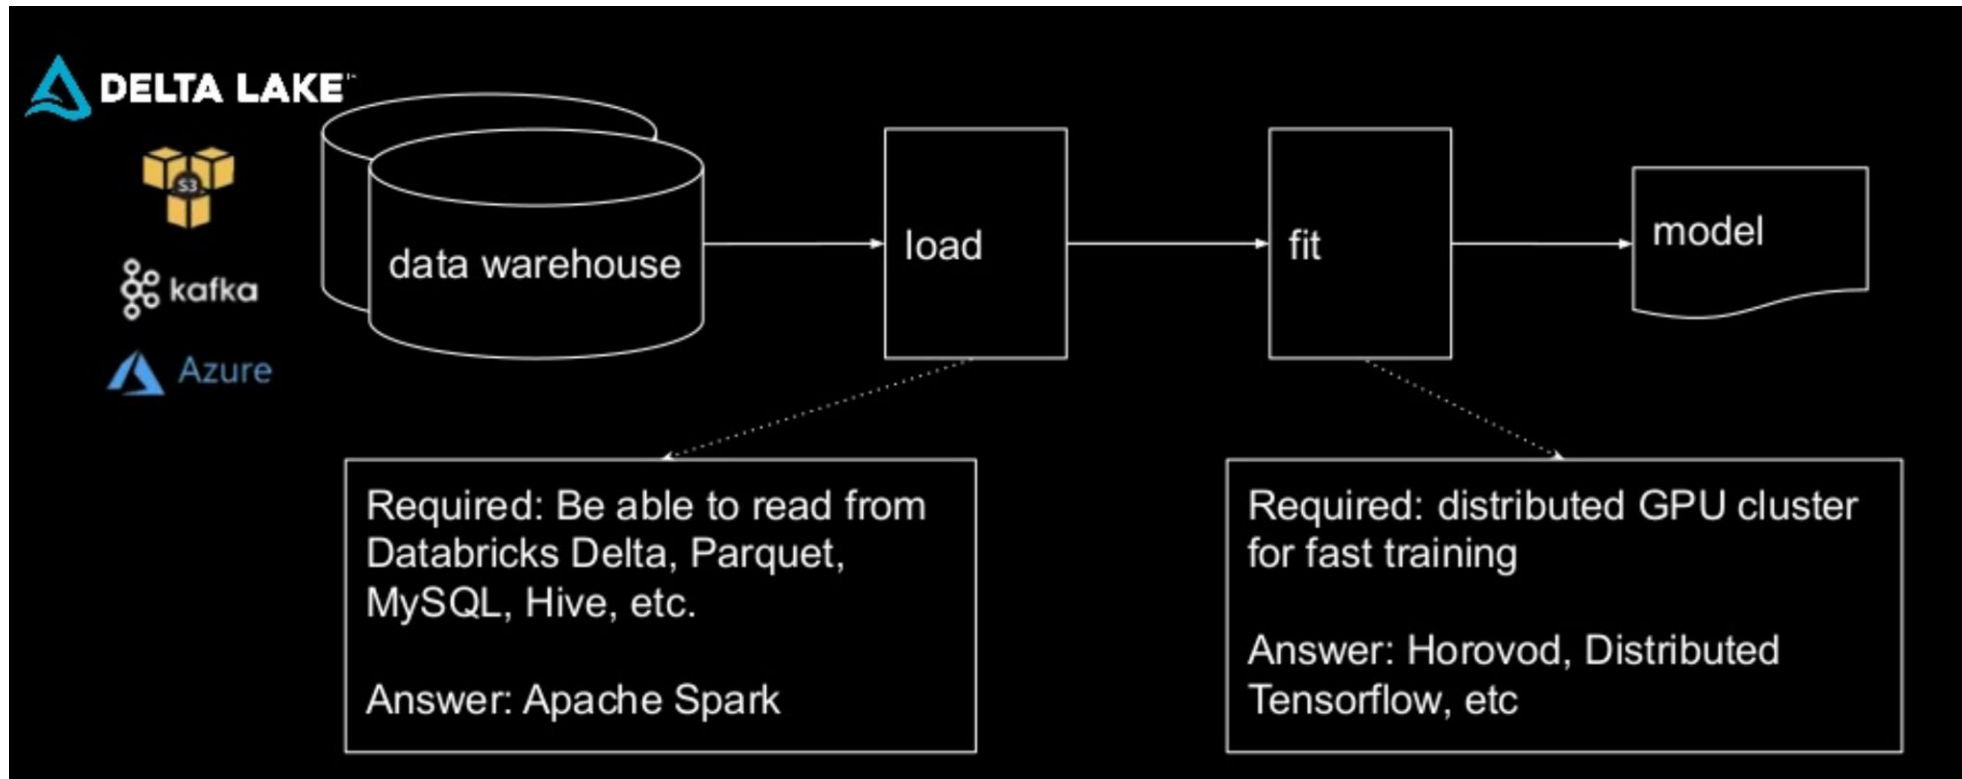 DELTA LAKE™
S3
kafka
Azure
data warehouse
load
fit
model
Required: Be able to read from
Databricks Delta, Parquet,
MySQL, Hive, etc.
Answer: Apache Spark
Required: distributed GPU cluster
for fast training
Answer: Horovod, Distributed
Tensorflow, etc